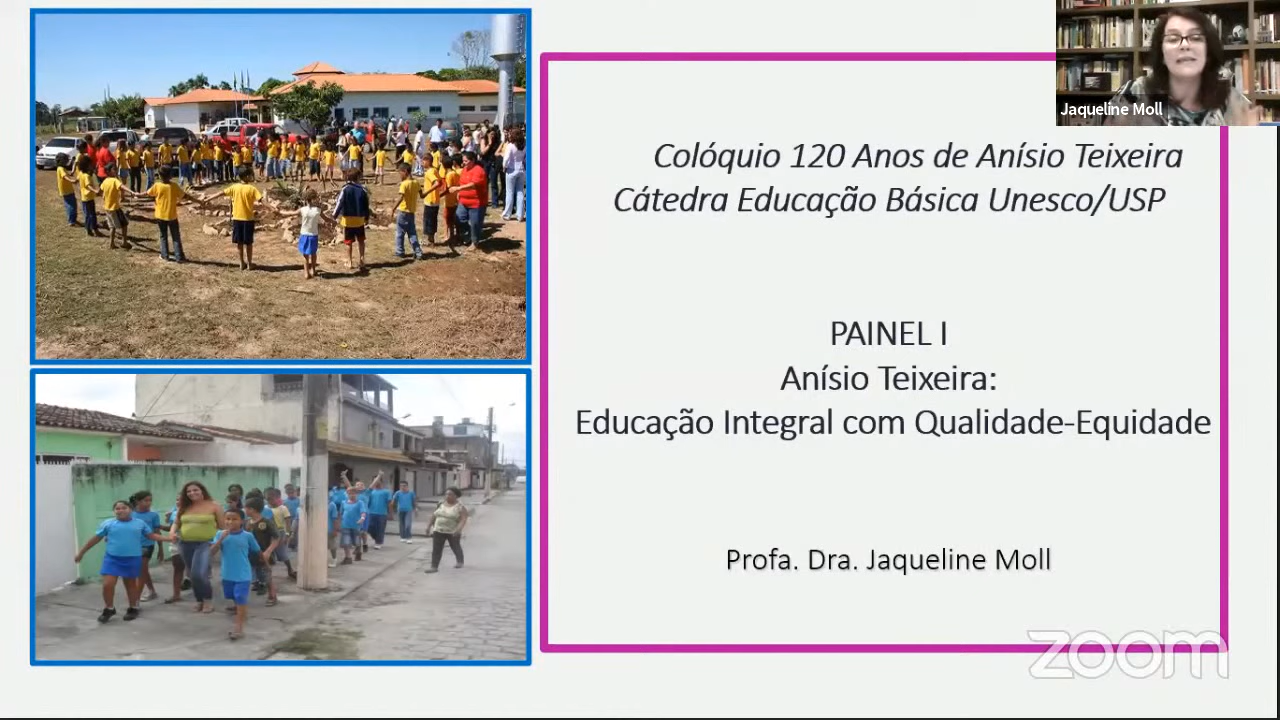 Jaqueline Moll
Colóquio 120 Anos de Anísio Teixeira
Cátedra Educação Básica Unesco/USP
PAINEL I
Anísio Teixeira:
Educação Integral com Qualidade-Equidade
Profa. Dra. Jaqueline Moll
zoom